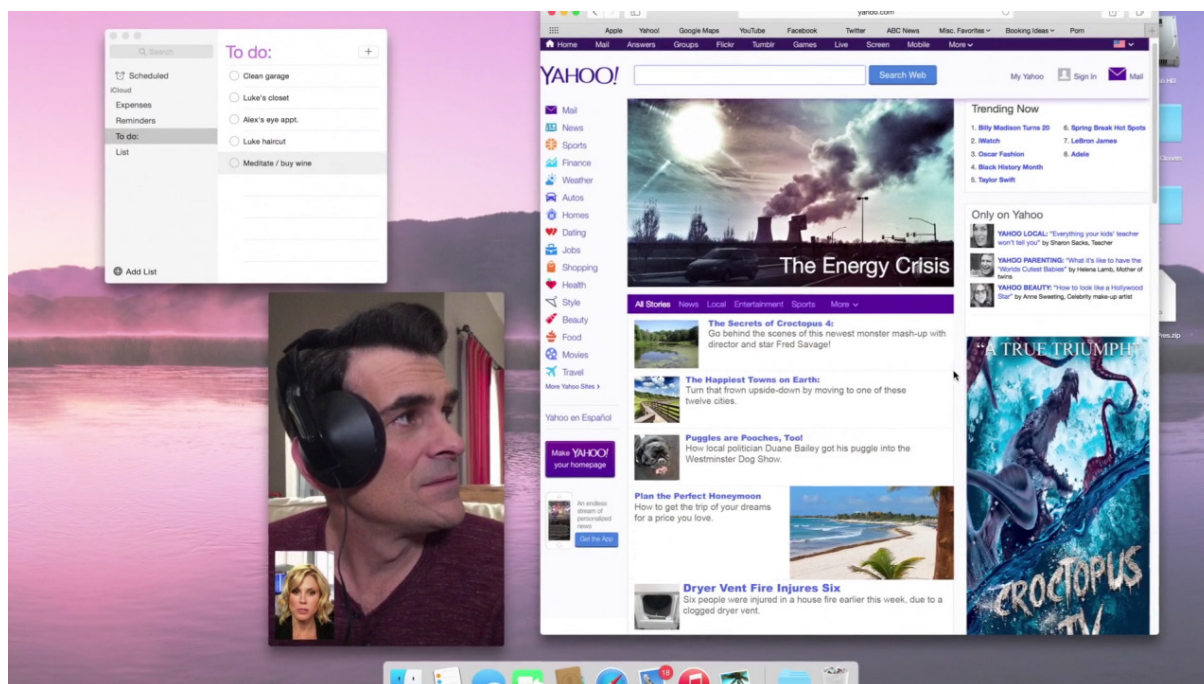 Search
To do:
+
Scheduled
iCloud
Expenses
Reminders
To do:
List
Add List
Clean garage
Luke's closet
Alex's eye appt.
Luke haircut
Meditate / buy wine
yahoo.com
Apple Yahoo! Google Maps YouTube Facebook Twitter ABC News Misc. Favorites Booking Ideas Porn
Home Mail Answers Groups Flickr Tumblr Games Live Screen Mobile More
YAHOO!
Search Web
My Yahoo Sign In Mail
Mail
News
Sports
Finance
Weather
Autos
Homes
Dating
Jobs
Shopping
Health
Style
Beauty
Food
Movies
Travel
More Yahoo Sites >
Yahoo en Español
Make YAHOO!
your homepage
An endless
stream of
personalized
news
Get the App
The Energy Crisis
All Stories News Local Entertainment Sports More
The Secrets of Croctopus 4:
Go behind the scenes of this newest monster mash-up with
director and star Fred Savage!
The Happiest Towns on Earth:
Turn that frown upside-down by moving to one of these
twelve cities.
Puggles are Pooches, Too!
How local politician Duane Bailey got his puggle into the
Westminster Dog Show.
Plan the Perfect Honeymoon
How to get the trip of your dreams
for a price you love.
Dryer Vent Fire Injures Six
Six people were injured in a house fire earlier this week, due to a
clogged dryer vent.
Trending Now
1. Billy Madison Turns 20
2. IWatch
3. Oscar Fashion
4. Black History Month
5. Taylor Swift
6. Spring Break Hot Spots
7. LeBron James
8. Adele
Only on Yahoo
YAHOO LOCAL: "Everything your kids' teacher
won't tell you" by Sharon Sacks, Teacher
YAHOO PARENTING: "What it's like to have the
"Worlds Cutest Babies" by Helena Lamb, Mother of
twins
YAHOO BEAUTY: "How to look like a Hollywood
Star" by Anne Sweeting, Celebrity make-up artist
"A TRUE TRIUMPH"
CROCTOPUS
IV
18